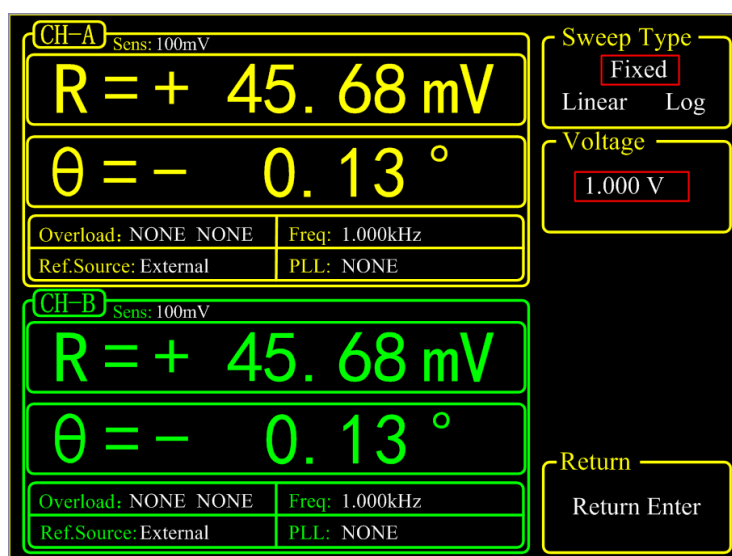 CH-A Sens: 100mV
R=+ 45.68 mV
θ=- 0.13 °
Overload: NONE NONE Freq: 1.000kHz
Ref.Source: External PLL: NONE
CH-B Sens: 100mV
R=+ 45.68 mV
θ=- 0.13 °
Overload: NONE NONE Freq: 1.000kHz
Ref.Source: External PLL: NONE
Sweep Type
Fixed
Linear Log
Voltage
1.000 V
Return
Return Enter